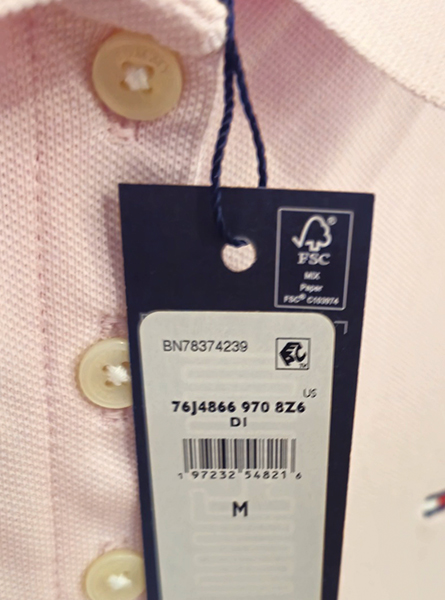 FSC
MIX
Paper
FSC® C103974
BN78374239
US
76J4866 970 8Z6
DI
1 97232 54821 6
M